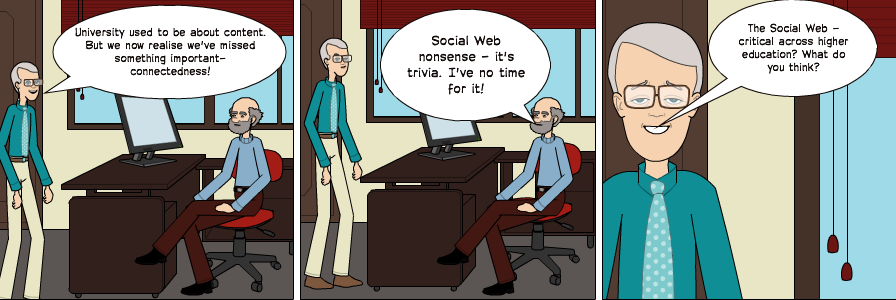 University used to be about content.
But we now realise we've missed
something important–
connectedness!
Social Web
nonsense – it's
trivia. I've no time
for it!
The Social Web –
critical across higher
education? What do
you think?